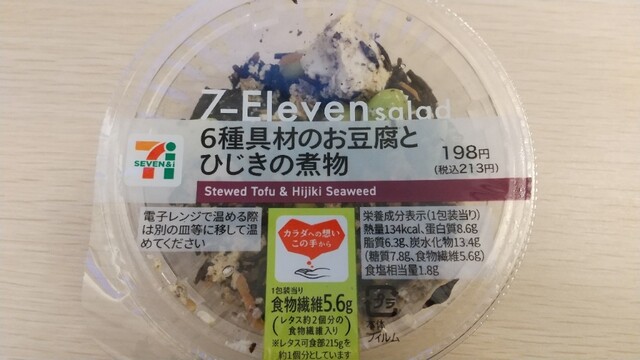 7-Eleven salad
6種具材のお豆腐と
ひじきの煮物
198円
(税込213円)
SEVEN&i
Stewed Tofu & Hijiki Seaweed
電子レンジで温める際
は別の皿等に移して温
めてください
カラダへの想い
この手から
栄養成分表示(1包装当り)
熱量134kcal、蛋白質8.6g
脂質6.3g、炭水化物13.4g
(糖質7.8g、食物繊維5.6g)
食塩相当量1.8g
1包装当り
食物繊維5.6g
(レタス約2個分の
食物繊維入り)
※レタス可食部215gを
約1個分としています
プラ
本体
フィルム